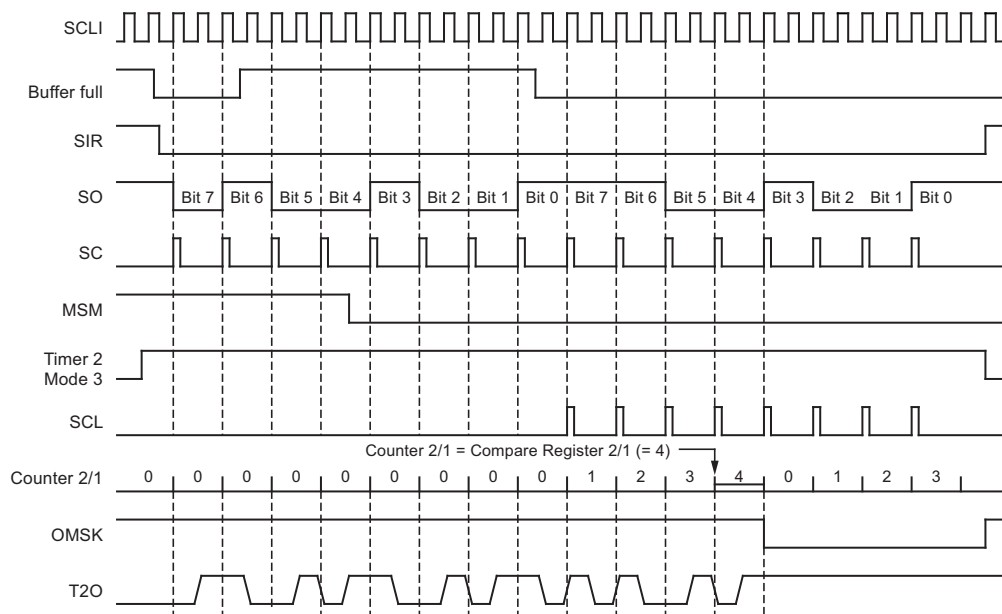 SCLI
Buffer full
SIR
SO Bit 7 Bit 6 Bit 5 Bit 4 Bit 3 Bit 2 Bit 1 Bit 0 Bit 7 Bit 6 Bit 5 Bit 4 Bit 3 Bit 2 Bit 1 Bit 0
SC
MSM
Timer 2
Mode 3
SCL
Counter 2/1 = Compare Register 2/1 (= 4)
Counter 2/1 0 0 0 0 0 0 0 0 0 1 2 3 4 0 1 2 3
OMSK
T2O